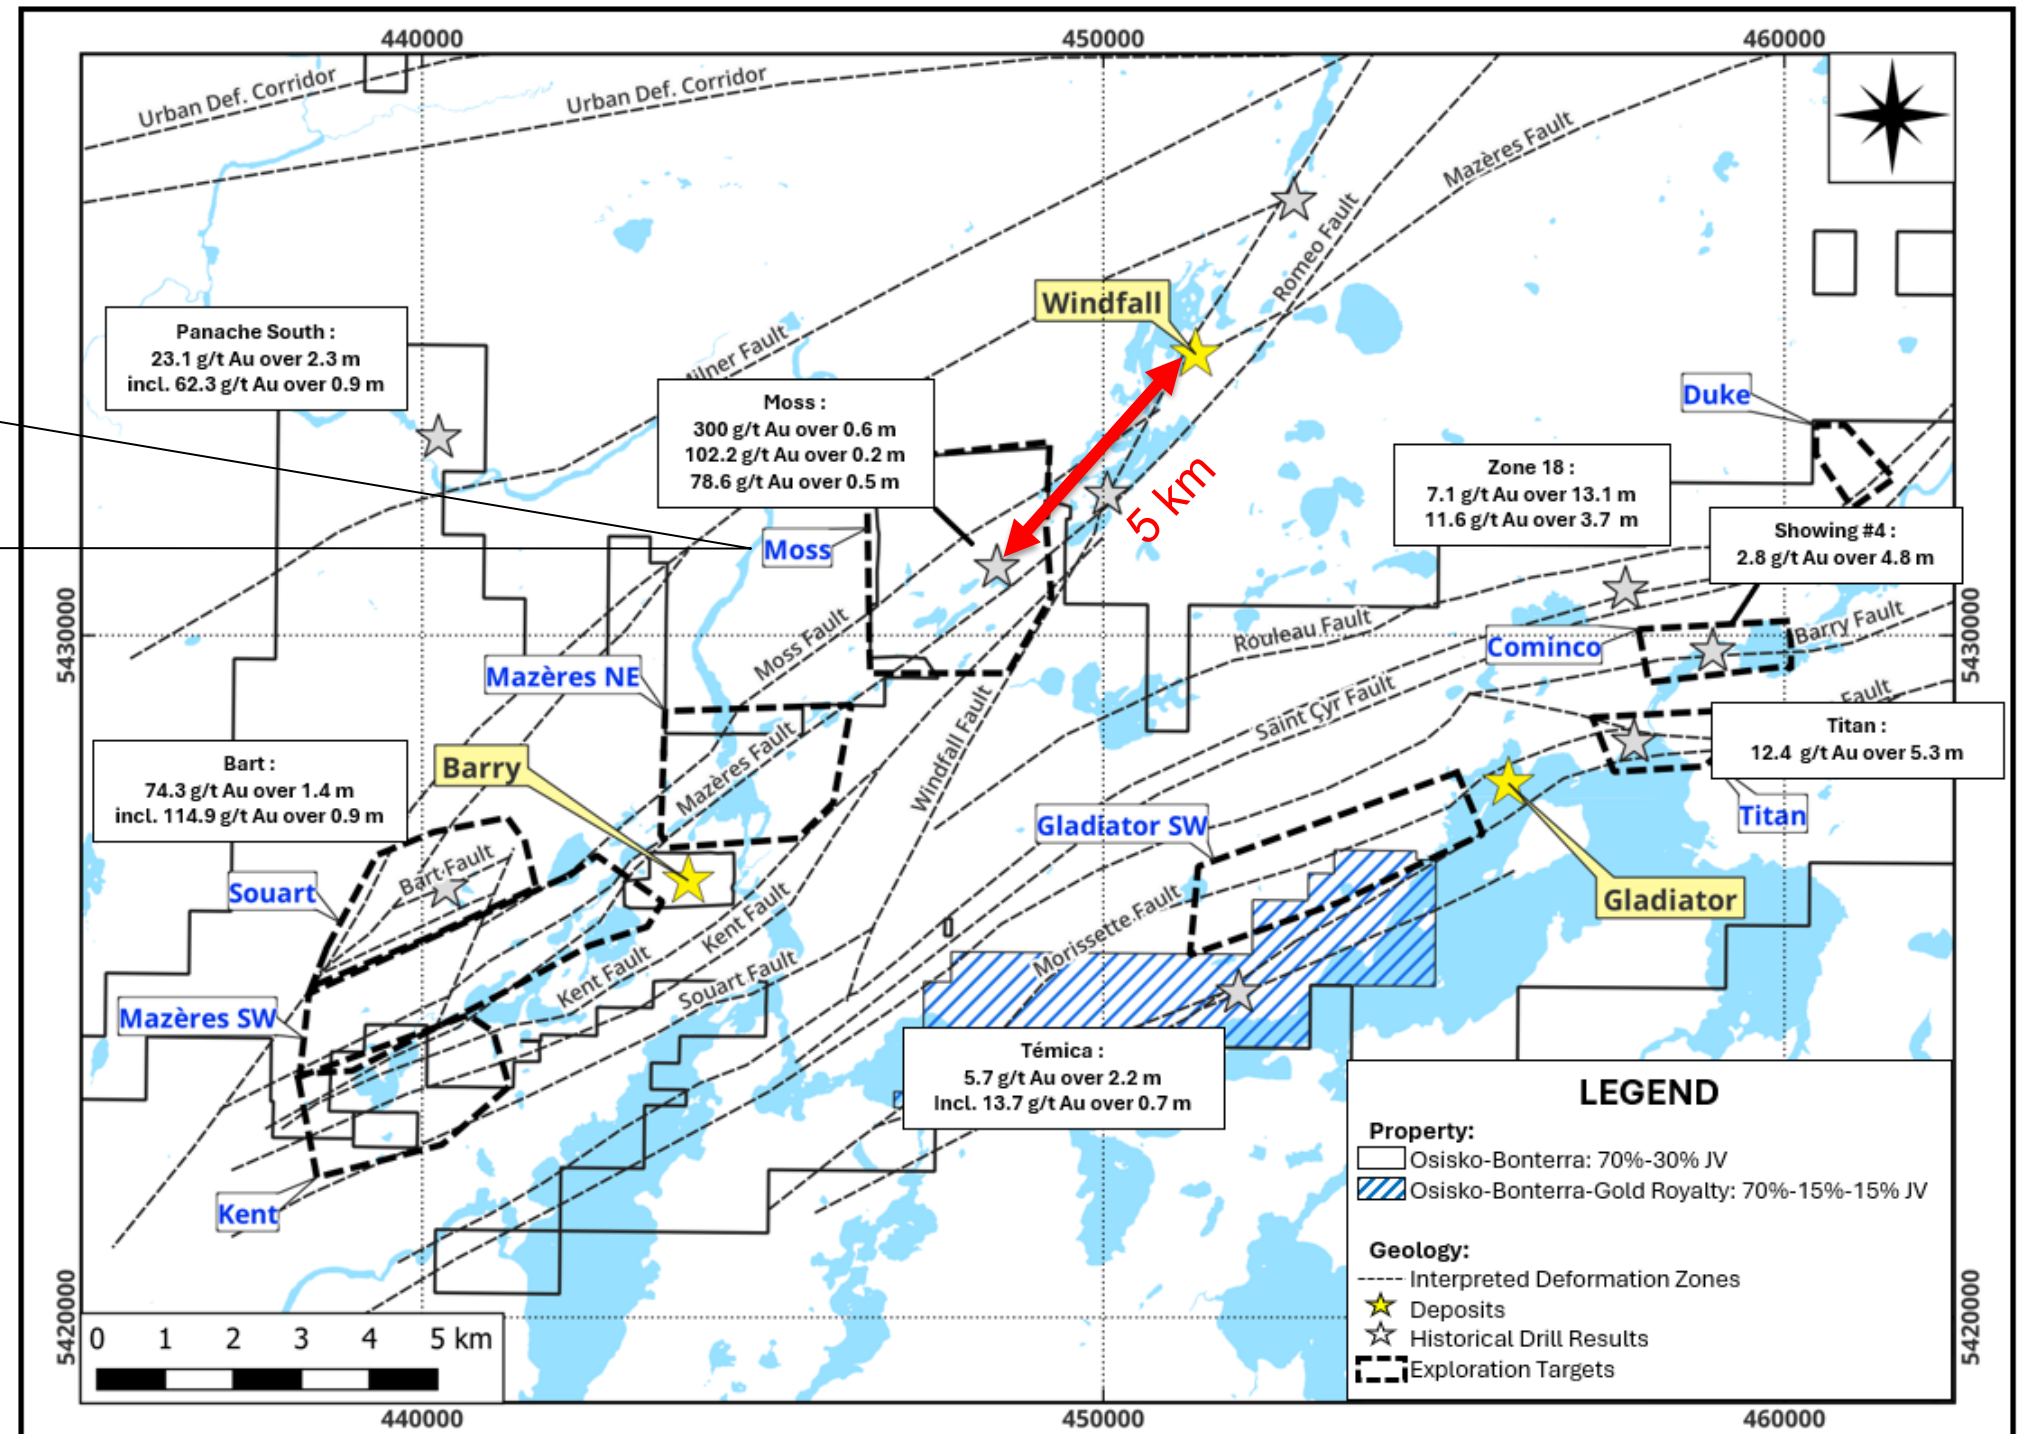 440000
450000
460000
Urban Def. Corridor
Urban Def. Corridor
Mazères Fault
Romeo Fault
Windfall
Panache South :
23.1 g/t Au over 2.3 m
incl. 62.3 g/t Au over 0.9 m
Milner Fault
Moss :
300 g/t Au over 0.6 m
102.2 g/t Au over 0.2 m
78.6 g/t Au over 0.5 m
Duke
5 km
Zone 18 :
7.1 g/t Au over 13.1 m
11.6 g/t Au over 3.7 m
Showing #4 :
2.8 g/t Au over 4.8 m
Moss
5430000
5430000
Moss Fault
Rouleau Fault
Cominco
Barry Fault
Mazères NE
Saint Cyr Fault
Fault
Windfall Fault
Titan :
12.4 g/t Au over 5.3 m
Bart :
74.3 g/t Au over 1.4 m
incl. 114.9 g/t Au over 0.9 m
Barry
Mazères Fault
Gladiator SW
Titan
Bart Fault
Souart
Gladiator
Kent Fault
Morissette Fault
Kent Fault
Souart Fault
Mazères SW
Témica :
5.7 g/t Au over 2.2 m
Incl. 13.7 g/t Au over 0.7 m
Kent
LEGEND
Property:
Osisko-Bonterra: 70%-30% JV
Osisko-Bonterra-Gold Royalty: 70%-15%-15% JV
Geology:
Interpreted Deformation Zones
Deposits
Historical Drill Results
Exploration Targets
5420000
5420000
0 1 2 3 4 5 km
440000
450000
460000